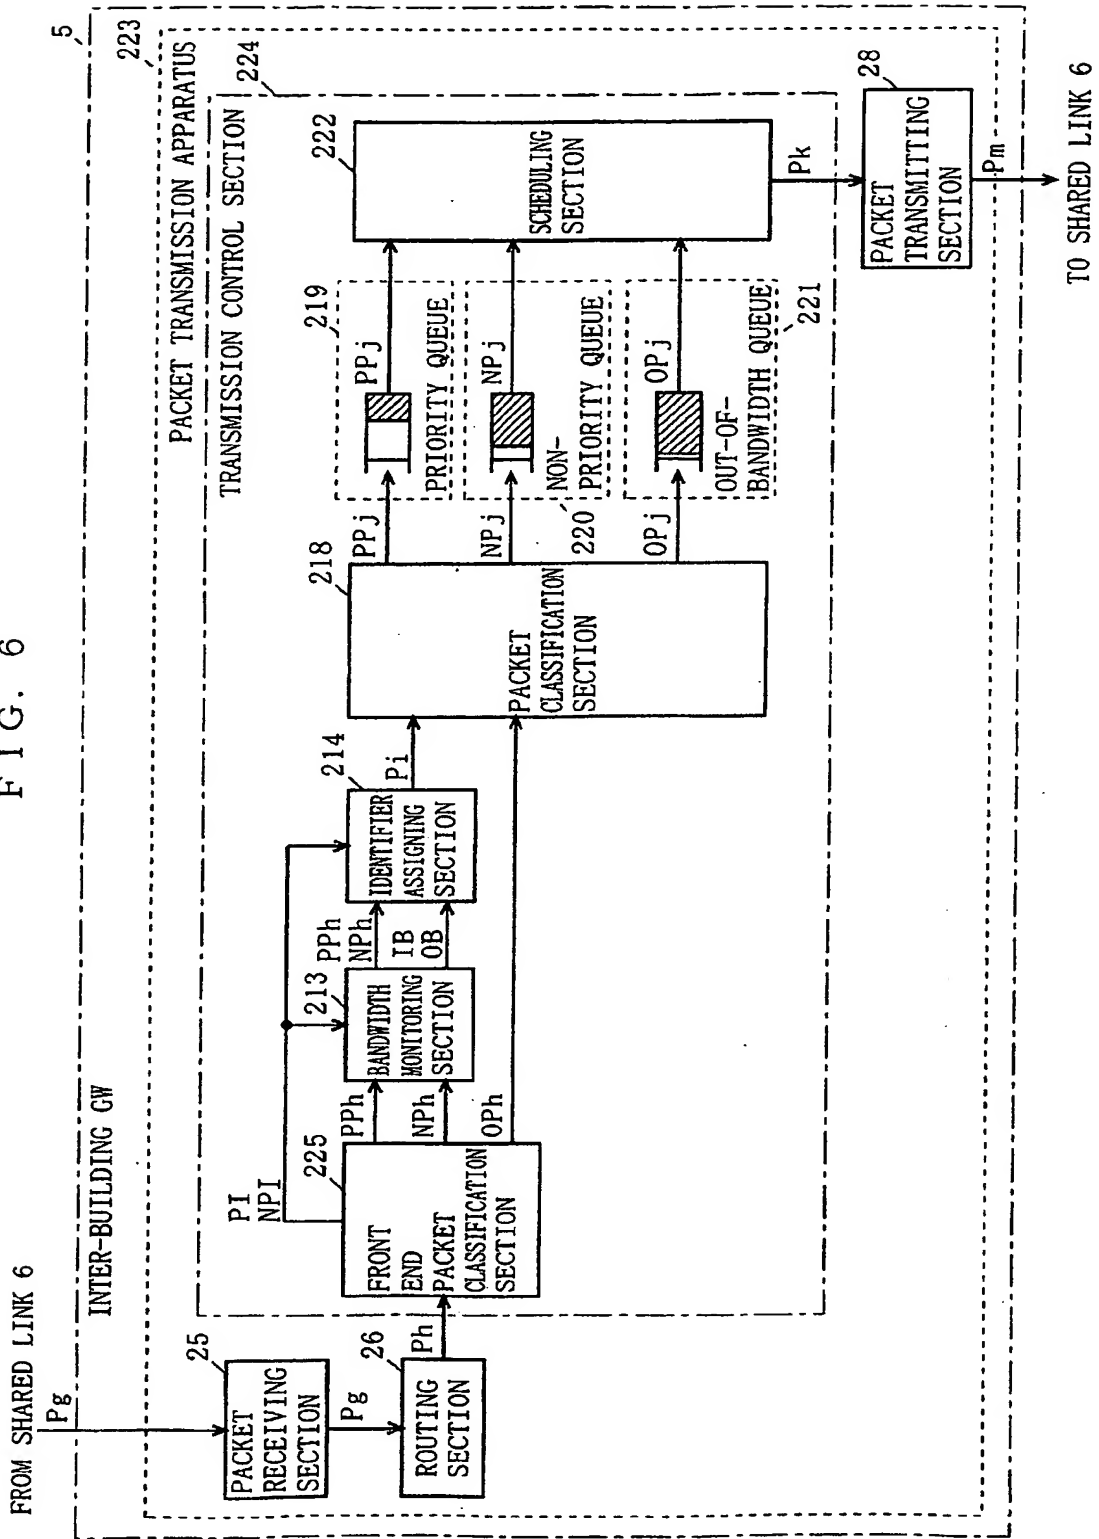 FIG. 6
FROM SHARED LINK 6
Pg
INTER-BUILDING GW
5
PACKET TRANSMISSION APPARATUS
223
TRANSMISSION CONTROL SECTION
224
25
PACKET
RECEIVING
SECTION
Pg
26
ROUTING
SECTION
Ph
PI
NPI
225
FRONT
END
PACKET
CLASSIFICATION
SECTION
PPh
NPh
OPh
213
BANDWIDTH
MONITORING
SECTION
PPh
NPh
IB
OB
214
IDENTIFIER
ASSIGNING
SECTION
Pi
218
PACKET
CLASSIFICATION
SECTION
PPj
NPj
OPj
219
PPj
PRIORITY QUEUE
220
NPj
NON-
PRIORITY QUEUE
221
OPj
OUT-OF-
BANDWIDTH QUEUE
222
SCHEDULING
SECTION
Pk
28
PACKET
TRANSMITTING
SECTION
Pm
TO SHARED LINK 6